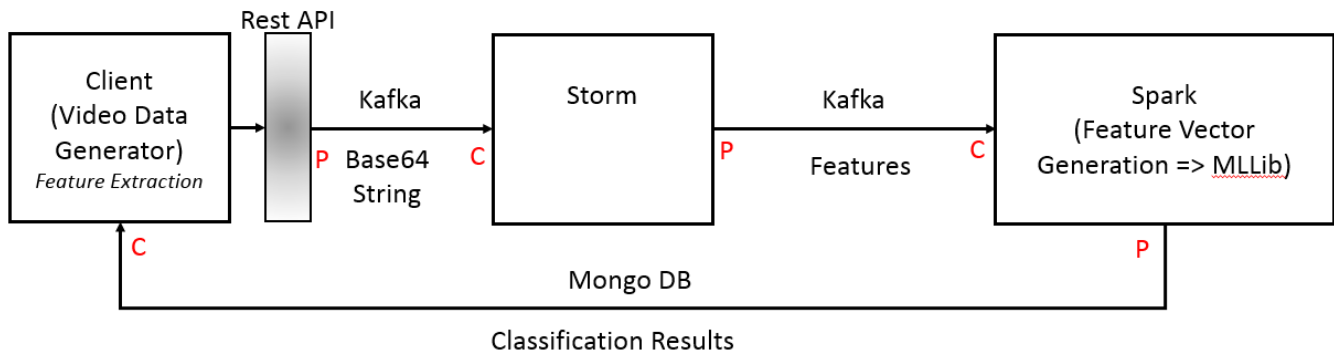 Rest API
Client
(Video Data
Generator)
Feature Extraction
Kafka
P
Base64
String
C
Storm
Kafka
P
Features
C
Spark
(Feature Vector
Generation => MLLib)
C
P
Mongo DB
Classification Results